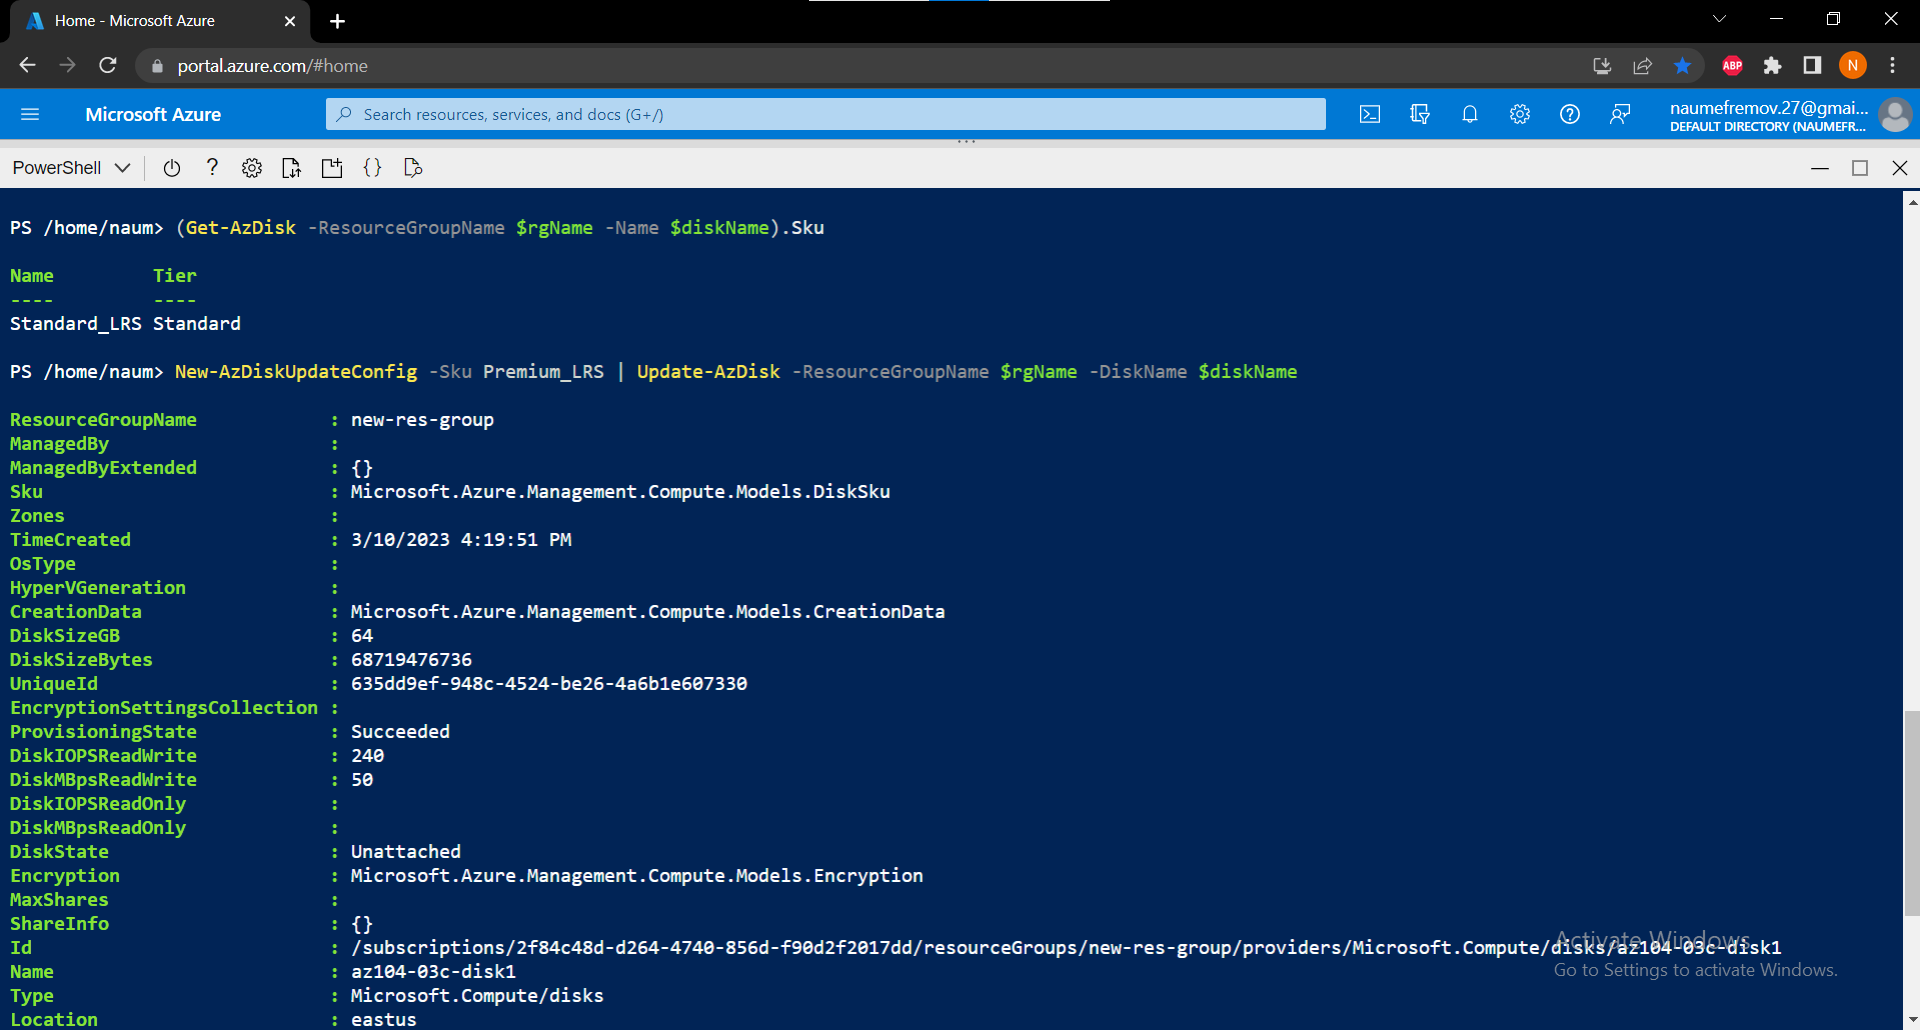 Home - Microsoft Azure
portal.azure.com/#home
ABP
N
Microsoft Azure
Search resources, services, and docs (G+/)
naumefremov.27@gmai...
DEFAULT DIRECTORY (NAUMEFR...
PowerShell
PS /home/naum> (Get-AzDisk -ResourceGroupName $rgName -Name $diskName).Sku
Name         Tier
----         ----
Standard_LRS Standard
PS /home/naum> New-AzDiskUpdateConfig -Sku Premium_LRS | Update-AzDisk -ResourceGroupName $rgName -DiskName $diskName
ResourceGroupName            : new-res-group
ManagedBy                    :
ManagedByExtended            : {}
Sku                          : Microsoft.Azure.Management.Compute.Models.DiskSku
Zones                        :
TimeCreated                  : 3/10/2023 4:19:51 PM
OsType                       :
HyperVGeneration             :
CreationData                 : Microsoft.Azure.Management.Compute.Models.CreationData
DiskSizeGB                   : 64
DiskSizeBytes                : 68719476736
UniqueId                     : 635dd9ef-948c-4524-be26-4a6b1e607330
EncryptionSettingsCollection :
ProvisioningState            : Succeeded
DiskIOPSReadWrite            : 240
DiskMBpsReadWrite            : 50
DiskIOPSReadOnly             :
DiskMBpsReadOnly             :
DiskState                    : Unattached
Encryption                   : Microsoft.Azure.Management.Compute.Models.Encryption
MaxShares                    :
ShareInfo                    : {}
Id                           : /subscriptions/2f84c48d-d264-4740-856d-f90d2f2017dd/resourceGroups/new-res-group/providers/Microsoft.Compute/disks/az104-03c-disk1
Name                         : az104-03c-disk1
Type                         : Microsoft.Compute/disks
Location                     : eastus
Activate Windows
Go to Settings to activate Windows.